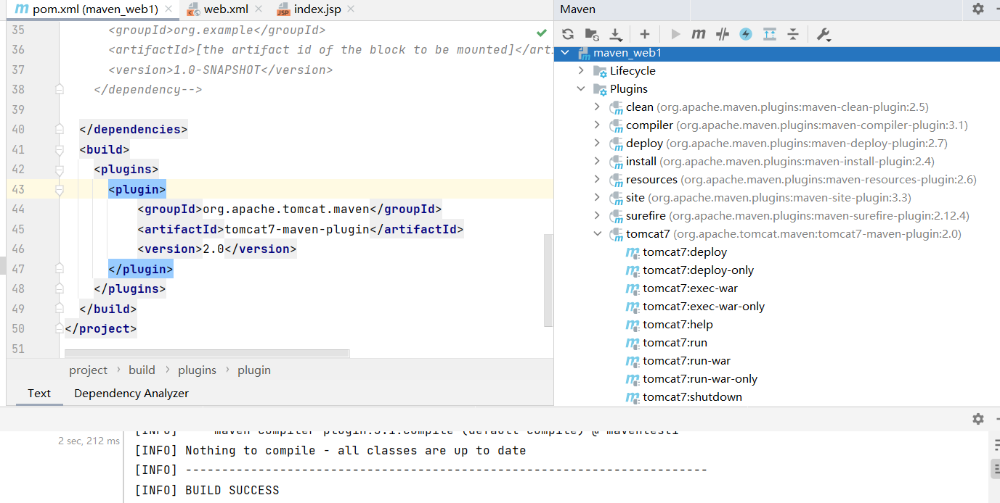 pom.xml (maven_web1)
web.xml
index.jsp
35 <groupId>org.example</groupId>
36 <artifactId>[the artifact id of the block to be mounted]</arti
37 <version>1.0-SNAPSHOT</version>
38 </dependency-->
39
40 </dependencies>
41 <build>
42 <plugins>
43 <plugin>
44 <groupId>org.apache.tomcat.maven</groupId>
45 <artifactId>tomcat7-maven-plugin</artifactId>
46 <version>2.0</version>
47 </plugin>
48 </plugins>
49 </build>
50 </project>
51
project › build › plugins › plugin
Text Dependency Analyzer
Maven
maven_web1
Lifecycle
Plugins
clean (org.apache.maven.plugins:maven-clean-plugin:2.5)
compiler (org.apache.maven.plugins:maven-compiler-plugin:3.1)
deploy (org.apache.maven.plugins:maven-deploy-plugin:2.7)
install (org.apache.maven.plugins:maven-install-plugin:2.4)
resources (org.apache.maven.plugins:maven-resources-plugin:2.6)
site (org.apache.maven.plugins:maven-site-plugin:3.3)
surefire (org.apache.maven.plugins:maven-surefire-plugin:2.12.4)
tomcat7 (org.apache.tomcat.maven:tomcat7-maven-plugin:2.0)
tomcat7:deploy
tomcat7:deploy-only
tomcat7:exec-war
tomcat7:exec-war-only
tomcat7:help
tomcat7:run
tomcat7:run-war
tomcat7:run-war-only
tomcat7:shutdown
2 sec, 212 ms
[INFO] --- maven-compiler-plugin:3.1:compile (default-compile) @ maventest1
[INFO] Nothing to compile - all classes are up to date
[INFO] ------------------------------------------------------------------------
[INFO] BUILD SUCCESS